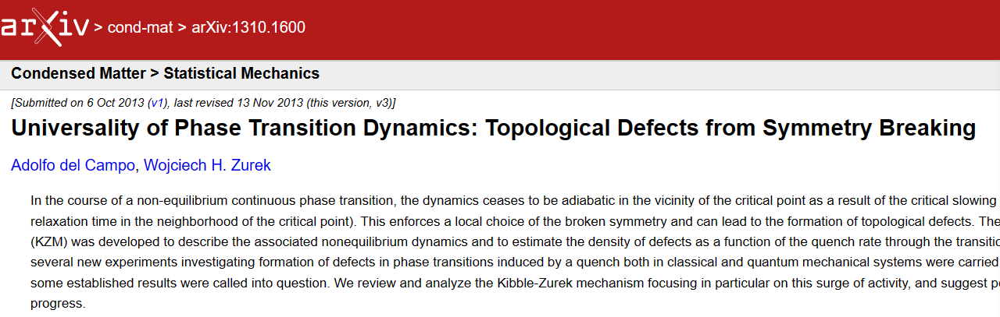 arXiv > cond-mat > arXiv:1310.1600
Condensed Matter > Statistical Mechanics
[Submitted on 6 Oct 2013 (v1), last revised 13 Nov 2013 (this version, v3)]
Universality of Phase Transition Dynamics: Topological Defects from Symmetry Breaking
Adolfo del Campo, Wojciech H. Zurek
In the course of a non-equilibrium continuous phase transition, the dynamics ceases to be adiabatic in the vicinity of the critical point as a result of the critical slowing
relaxation time in the neighborhood of the critical point). This enforces a local choice of the broken symmetry and can lead to the formation of topological defects. The
(KZM) was developed to describe the associated nonequilibrium dynamics and to estimate the density of defects as a function of the quench rate through the
several new experiments investigating formation of defects in phase transitions induced by a quench both in classical and quantum mechanical systems were carried
some established results were called into question. We review and analyze the Kibble-Zurek mechanism focusing in particular on this surge of activity, and suggest
progress.